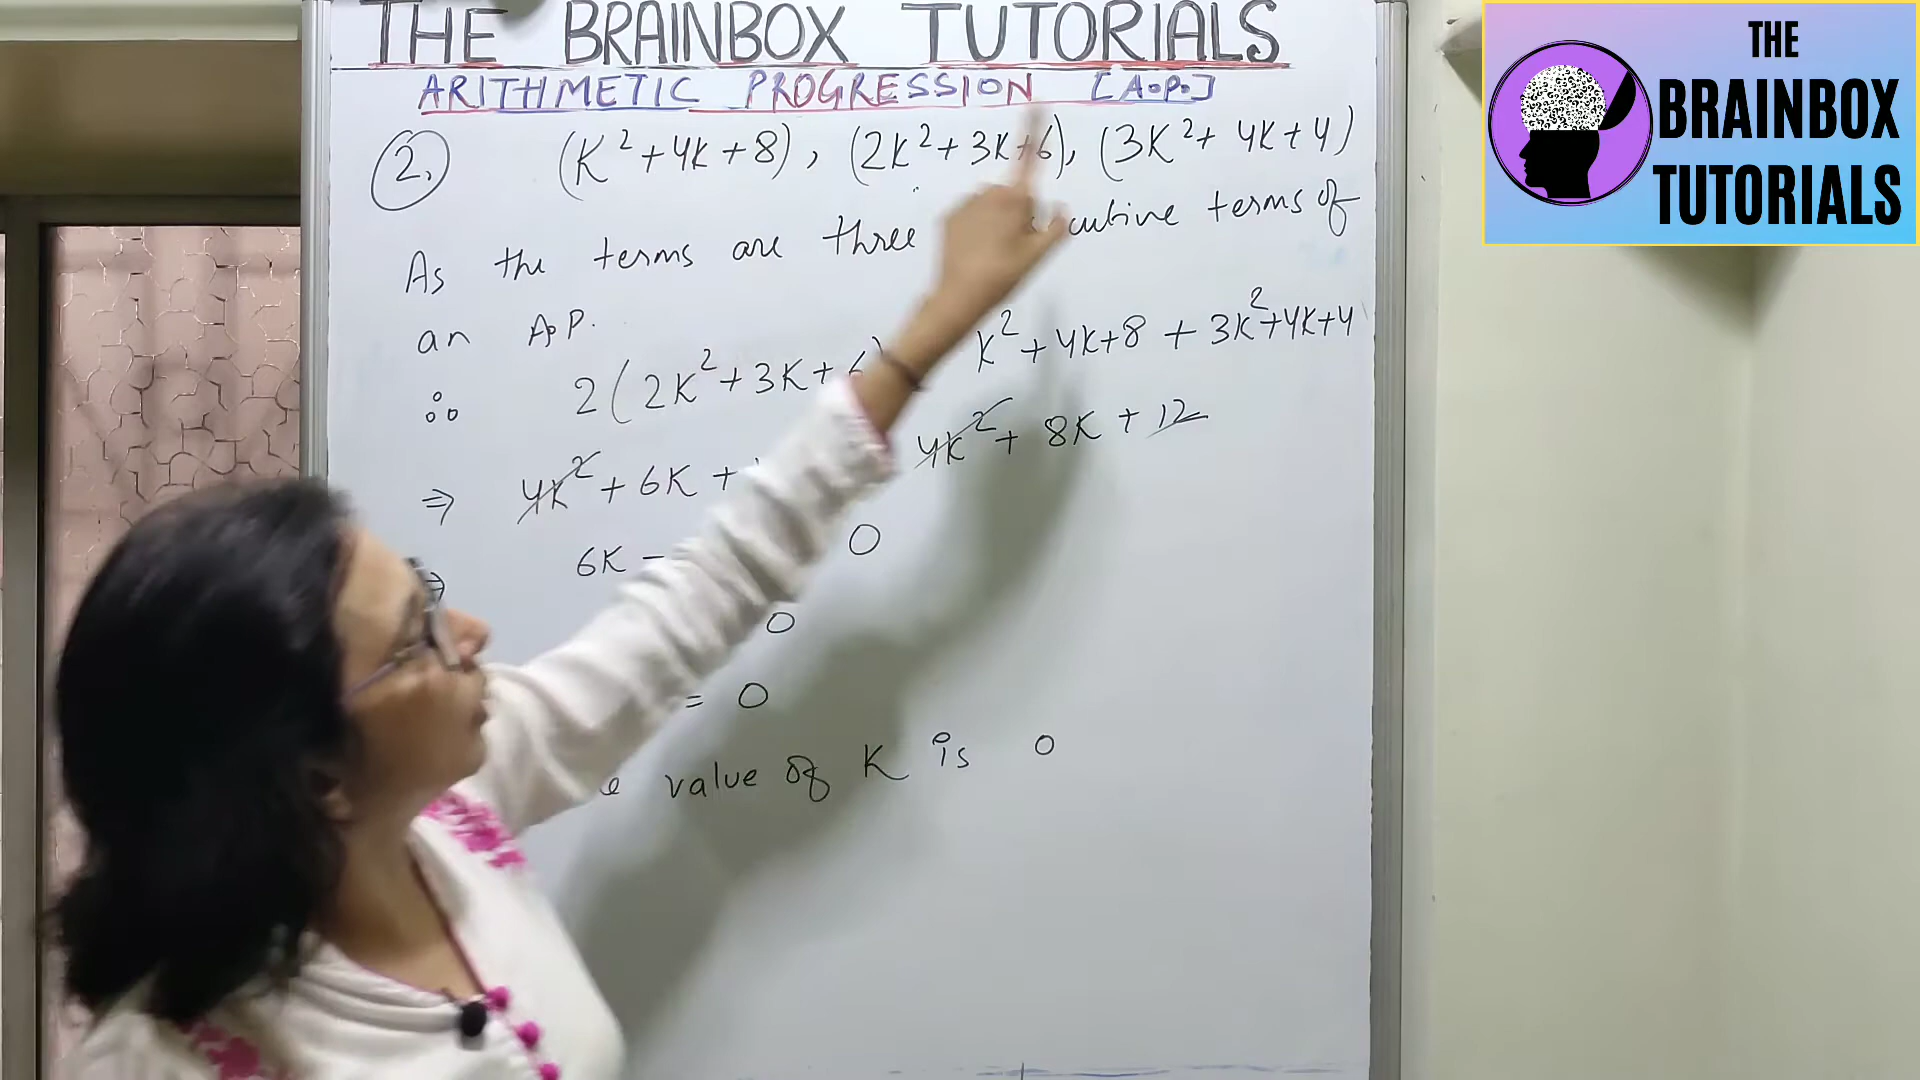 THE BRAINBOX TUTORIALS
ARITHMETIC PROGRESSION [A.P.]
2. (K²+4K+8), (2K²+3K+6), (3K²+4K+4)
As the terms are three terms of
an A.P.
∴ 2(2K²+3K+6 K²+4K+8 + 3K²+4K+4
⇒ 4K²+6K+ 4K²+8K+12
⇒ 6K- 0
0
= 0
value of K is 0
THE
BRAINBOX
TUTORIALS